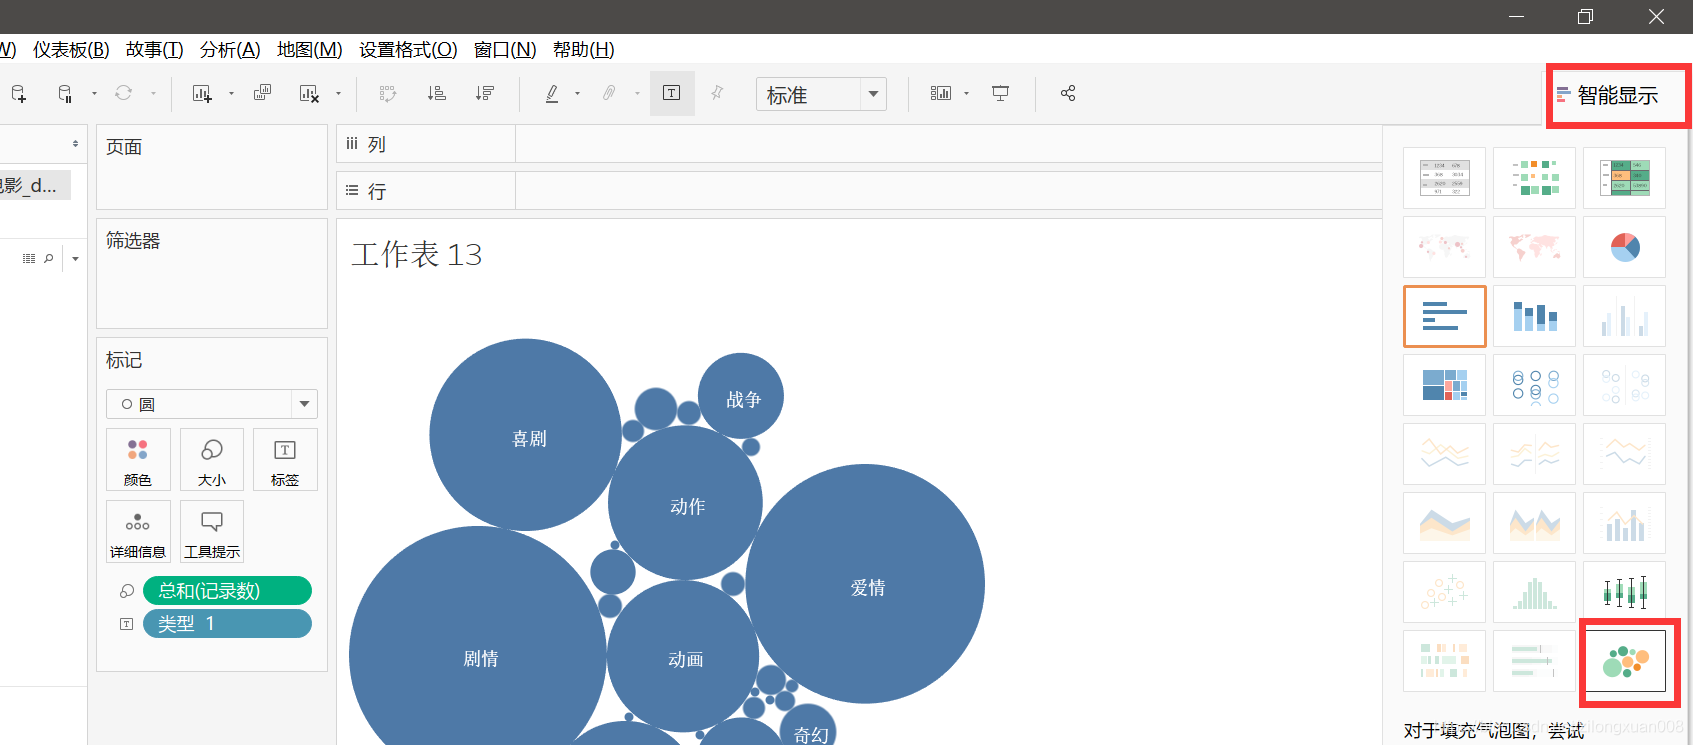 W) 仪表板(B) 故事(T) 分析(A) 地图(M) 设置格式(O) 窗口(N) 帮助(H)
标准
智能显示
影_d...
页面
列
行
筛选器
工作表 13
标记
圆
颜色 大小 标签
详细信息 工具提示
总和(记录数)
类型 1
战争
喜剧
动作
爱情
剧情
动画
奇幻
对于填充气泡图，尝试